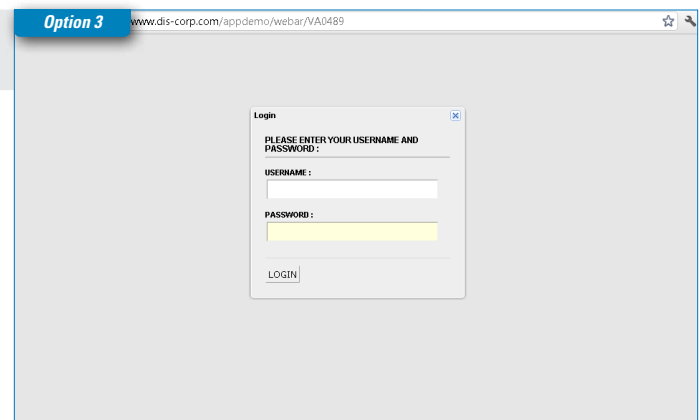 Option 3
www.dis-corp.com/appdemo/webar/VA0489
Login
PLEASE ENTER YOUR USERNAME AND
PASSWORD :
USERNAME :
PASSWORD :
LOGIN